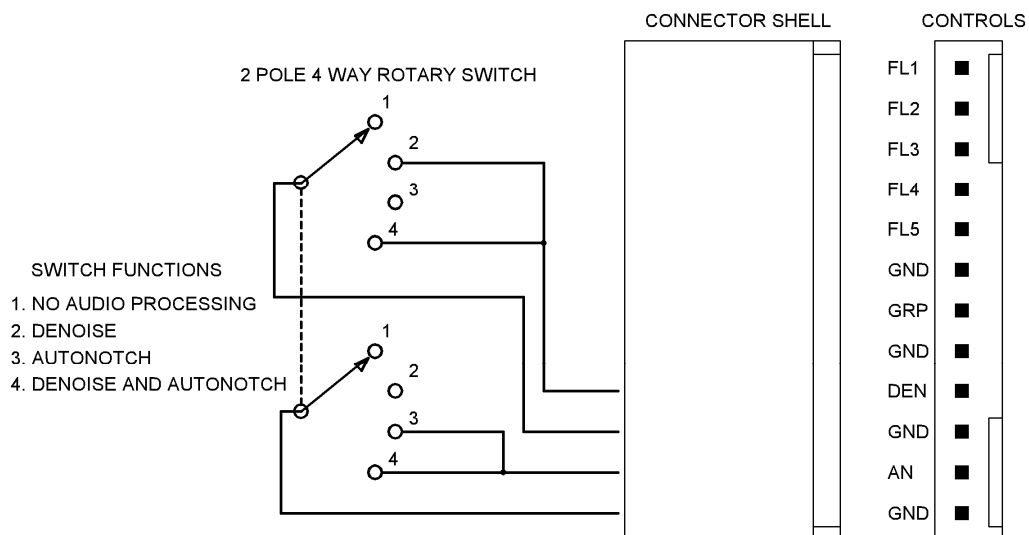 CONNECTOR SHELL
CONTROLS
2 POLE 4 WAY ROTARY SWITCH
1
2
3
4
SWITCH FUNCTIONS
1. NO AUDIO PROCESSING
2. DENOISE
3. AUTONOTCH
4. DENOISE AND AUTONOTCH
1
2
3
4
FL1
FL2
FL3
FL4
FL5
GND
GRP
GND
DEN
GND
AN
GND